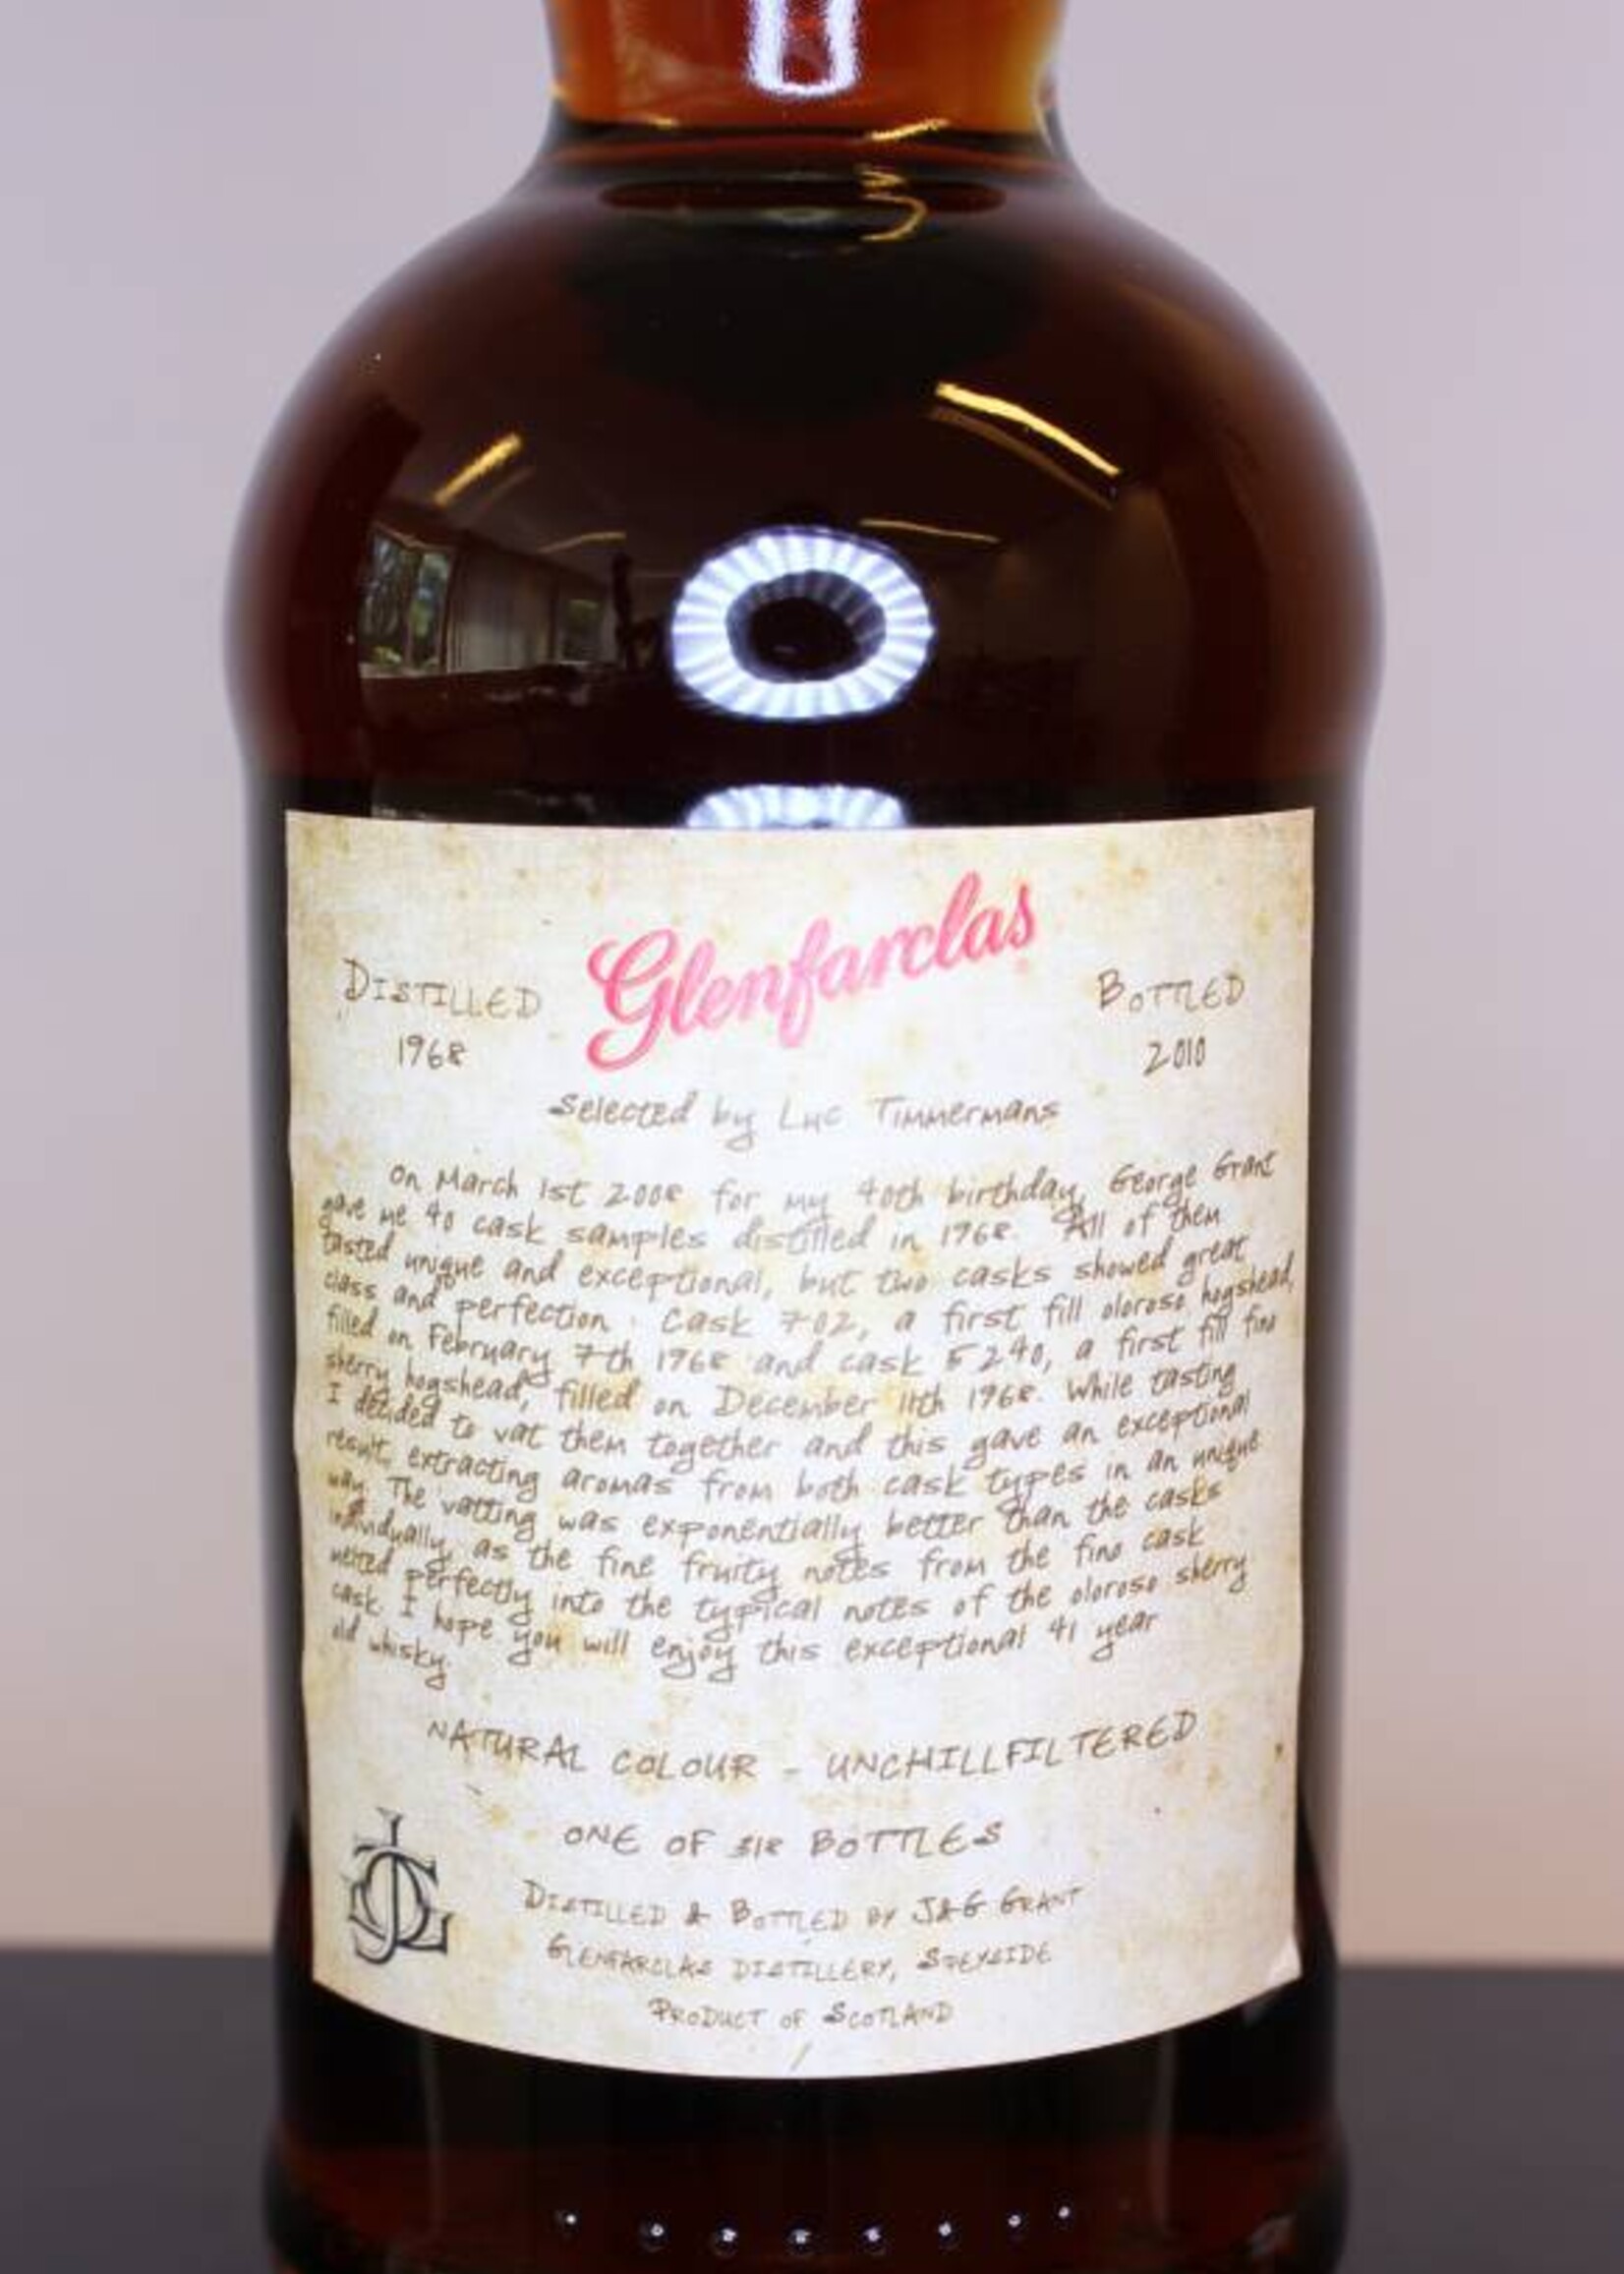 Glenfarclas
DISTILLED
1968
BOTTLED
2010
Selected by Luc Timmermans
On March 1st 2008 for my 40th birthday, George Grant
gave me 40 cask samples distilled in 1968. All of them
tasted unique and exceptional, but two casks showed great
class and perfection. Cask 702, a first fill oloroso hogshead,
filled on February 7th 1968 and cask 5240, a first fill fino
sherry hogshead, filled on December 11th 1968. While tasting
I decided to vat them together and this gave an exceptional
result, extracting aromas from both cask types in an unique
way. The vatting was exponentially better than the casks
individually, as the fine fruity notes from the fino cask
melted perfectly into the typical notes of the oloroso sherry
cask. I hope you will enjoy this exceptional 41 year
old whisky.
NATURAL COLOUR - UNCHILLFILTERED
ONE OF 318 BOTTLES
DISTILLED & BOTTLED BY J&G GRANT
GLENFARCLAS DISTILLERY, SPEYSIDE
PRODUCT OF SCOTLAND